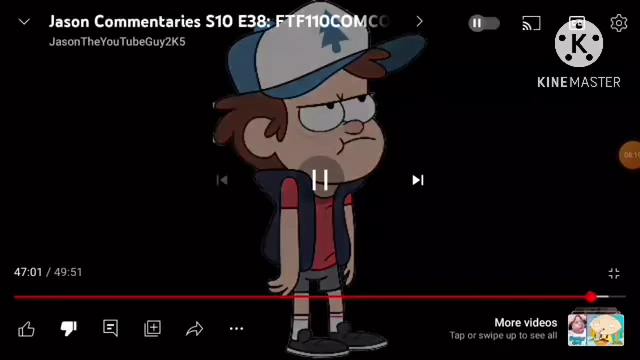 Jason Commentaries S10 E38: FTF110COMCO
JasonTheYouTubeGuy2K5
K
KINEMASTER
47:01 / 49:51
More videos
Tap or swipe up to see all